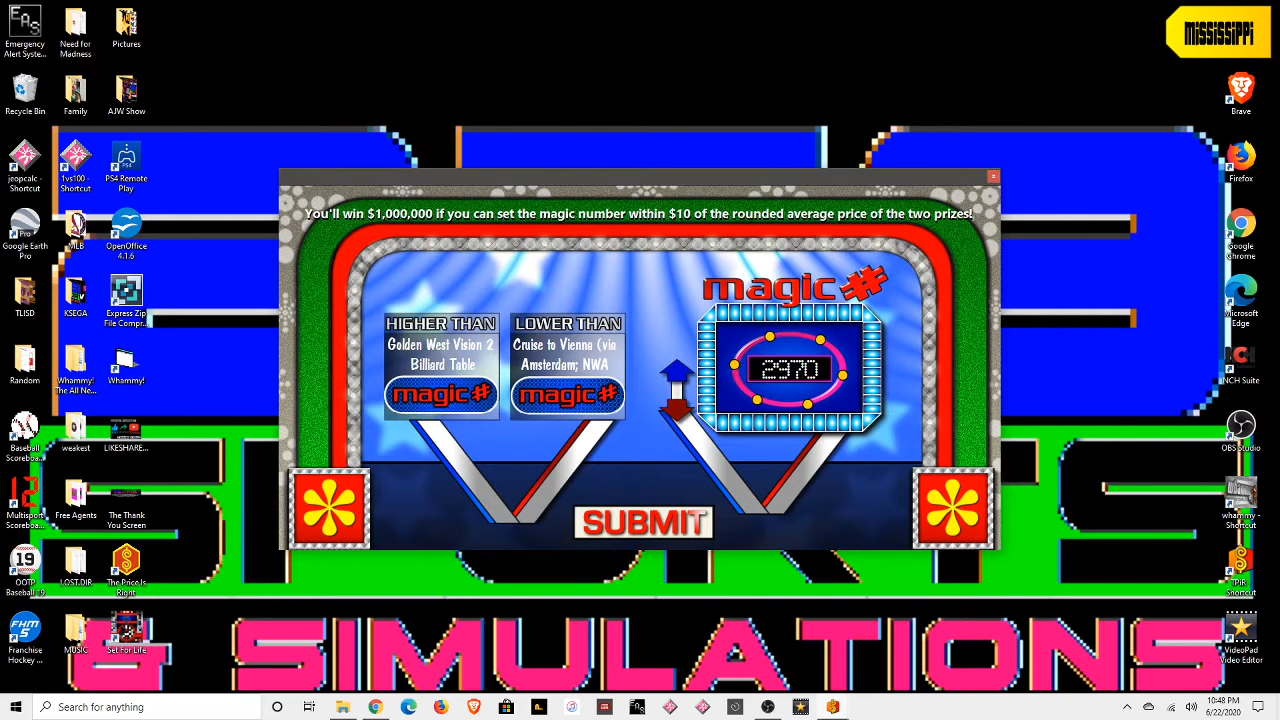 Emergency
Alert Syste...
Need for
Madness
Pictures
Recycle Bin
Family
AJW Show
jeopcalc -
Shortcut
1vs100 -
Shortcut
PS4 Remote
Play
Google Earth
Pro
MLB
OpenOffice
4.1.6
TLISD
KSEGA
Express Zip
File Compr...
Random
Whammy!
The All Ne...
Whammy!
Baseball
Scoreboa...
weakest
LIKESHARE...
Multisport
Scoreboa...
Free Agents
The Thank
You Screen
OOTP
Baseball 19
LOST.DIR
The Price Is
Right
Franchise
Hockey ...
MUSIC
Set For Life
mississippi
Brave
Firefox
Google
Chrome
Microsoft
Edge
NCH Suite
OBS Studio
whammy -
Shortcut
TPiR
Shortcut
VideoPad
Video Editor
You'll win $1,000,000 if you can set the magic number within $10 of the rounded average price of the two prizes!
magic #
HIGHER THAN
Golden West Vision 2
Billiard Table
magic#
LOWER THAN
Cruise to Vienna (via
Amsterdam; NWA
magic#
2970
SUBMIT
& SIMULATIONS
Search for anything
10:48 PM
6/22/2020